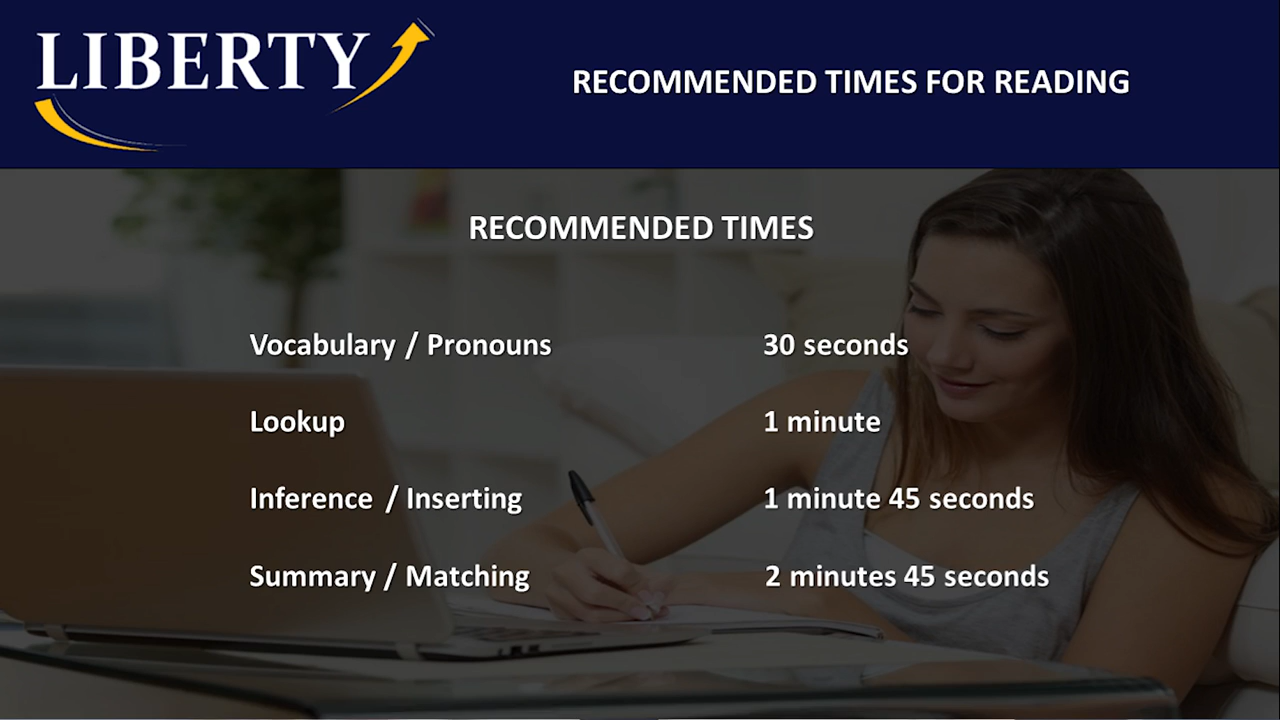 LIBERTY
RECOMMENDED TIMES FOR READING
RECOMMENDED TIMES
Vocabulary / Pronouns 30 seconds
Lookup 1 minute
Inference / Inserting 1 minute 45 seconds
Summary / Matching 2 minutes 45 seconds